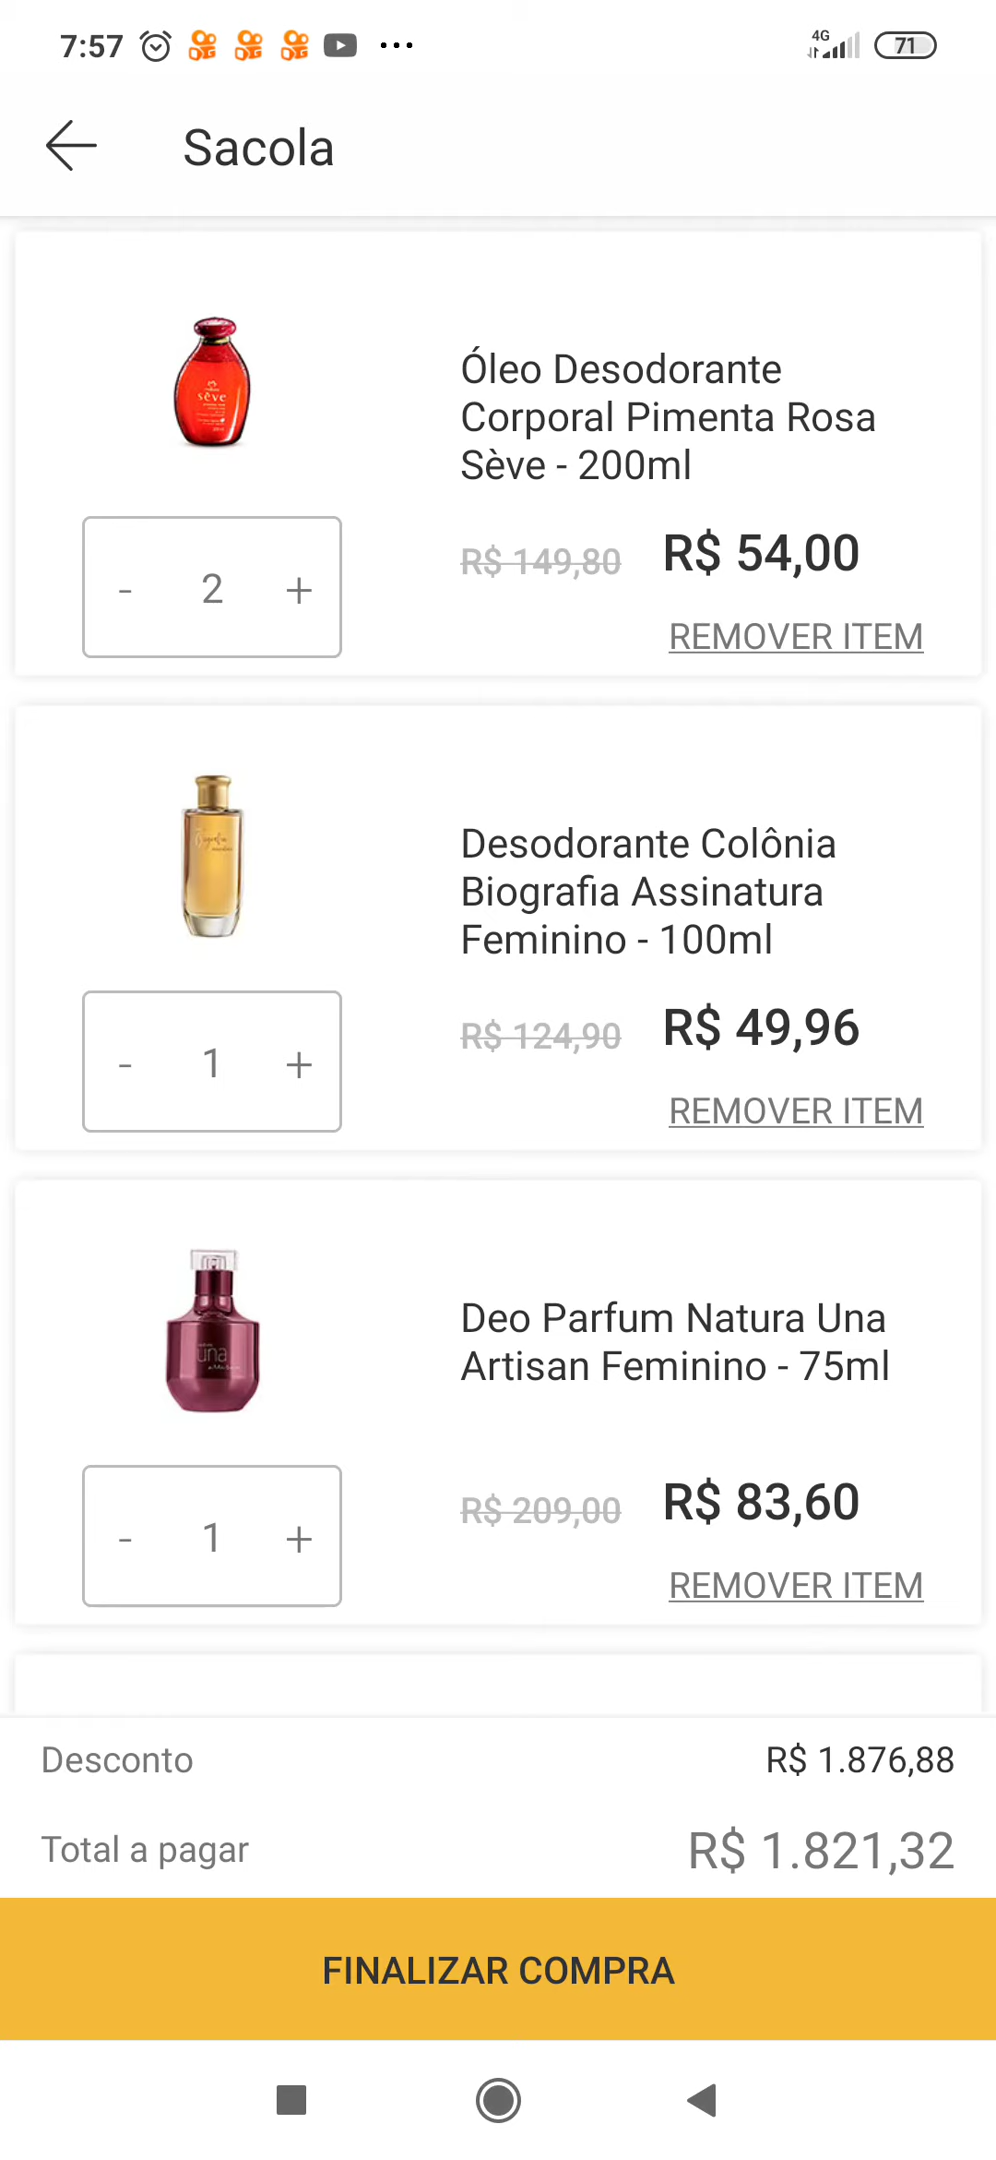 7:57 4G 71
Sacola
sève
Óleo Desodorante
Corporal Pimenta Rosa
Sève - 200ml
R$ 149,80 R$ 54,00
- 2 +
REMOVER ITEM
Desodorante Colônia
Biografia Assinatura
Feminino - 100ml
R$ 124,90 R$ 49,96
- 1 +
REMOVER ITEM
una
Deo Parfum Natura Una
Artisan Feminino - 75ml
R$ 209,00 R$ 83,60
- 1 +
REMOVER ITEM
Desconto R$ 1.876,88
Total a pagar R$ 1.821,32
FINALIZAR COMPRA